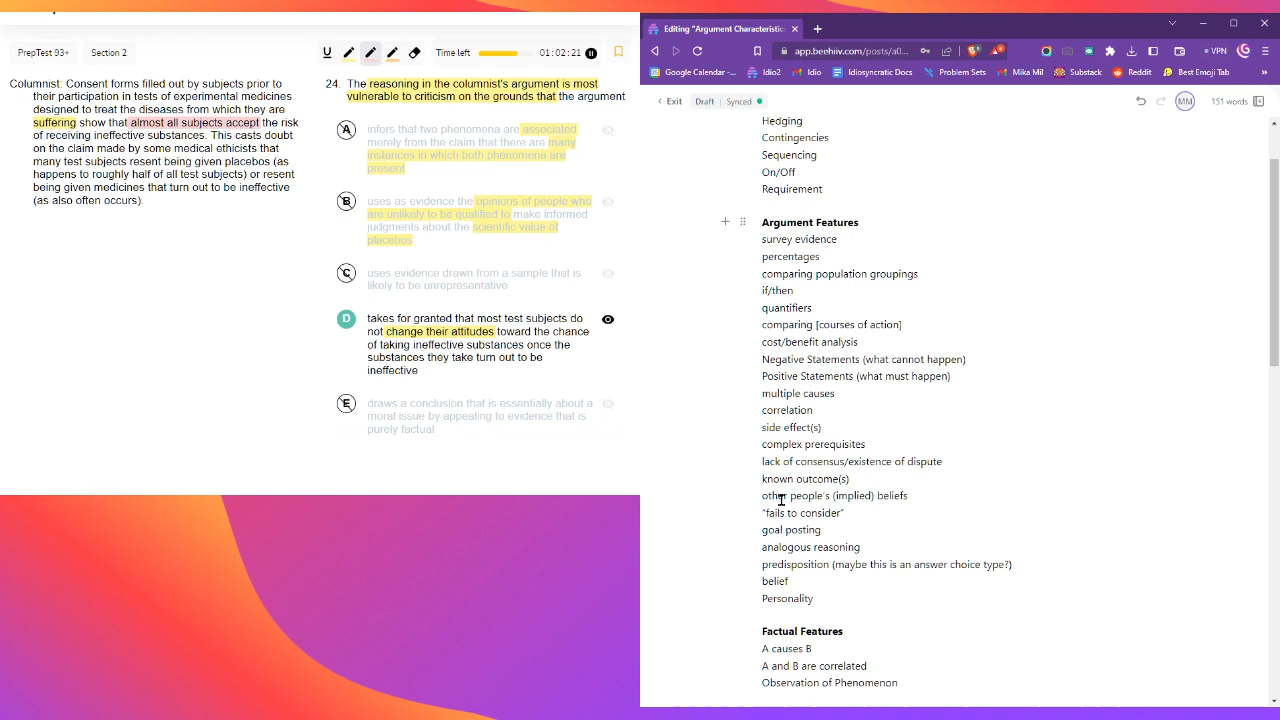 PrepTest 93+
Section 2
Time left
01:02:21
Columnist: Consent forms filled out by subjects prior to
their participation in tests of experimental medicines
designed to treat the diseases from which they are
suffering show that almost all subjects accept the risk
of receiving ineffective substances. This casts doubt
on the claim made by some medical ethicists that
many test subjects resent being given placebos (as
happens to roughly half of all test subjects) or resent
being given medicines that turn out to be ineffective
(as also often occurs).
24. The reasoning in the columnist's argument is most
vulnerable to criticism on the grounds that the argument
A infers that two phenomena are associated
merely from the claim that there are many
instances in which both phenomena are
present
B uses as evidence the opinions of people who
are unlikely to be qualified to make informed
judgments about the scientific value of
placebos
C uses evidence drawn from a sample that is
likely to be unrepresentative
D takes for granted that most test subjects do
not change their attitudes toward the chance
of taking ineffective substances once the
substances they take turn out to be
ineffective
E draws a conclusion that is essentially about a
moral issue by appealing to evidence that is
purely factual
Editing "Argument Characteristic
app.beehiiv.com/posts/a0...
VPN
Google Calendar -...
Idio2
Idio
Idiosyncratic Docs
Problem Sets
Mika Mil
Substack
Reddit
Best Emoji Tab
»
Exit
Draft
Synced
MM
151 words
Hedging
Contingencies
Sequencing
On/Off
Requirement
Argument Features
survey evidence
percentages
comparing population groupings
if/then
quantifiers
comparing [courses of action]
cost/benefit analysis
Negative Statements (what cannot happen)
Positive Statements (what must happen)
multiple causes
correlation
side effect(s)
complex prerequisites
lack of consensus/existence of dispute
known outcome(s)
other people's (implied) beliefs
"fails to consider"
goal posting
analogous reasoning
predisposition (maybe this is an answer choice type?)
belief
Personality
Factual Features
A causes B
A and B are correlated
Observation of Phenomenon